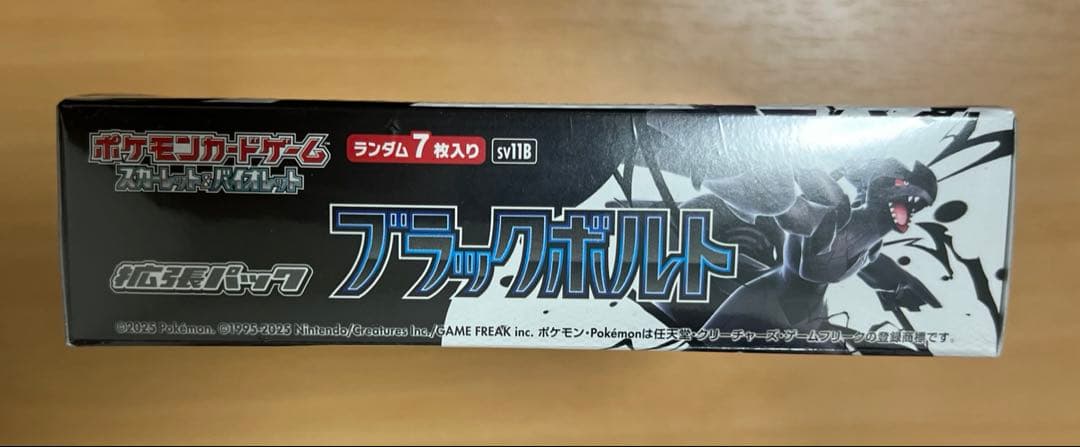 ポケモンカードゲーム
スカーレット&バイオレット
ランダム7枚入り
sv11B
ブラックボルト
拡張パック
©2025 Pokémon. ©1995-2025 Nintendo/Creatures Inc./GAME FREAK inc. ポケモン・Pokémonは任天堂・クリーチャーズ・ゲームフリークの登録商標です。